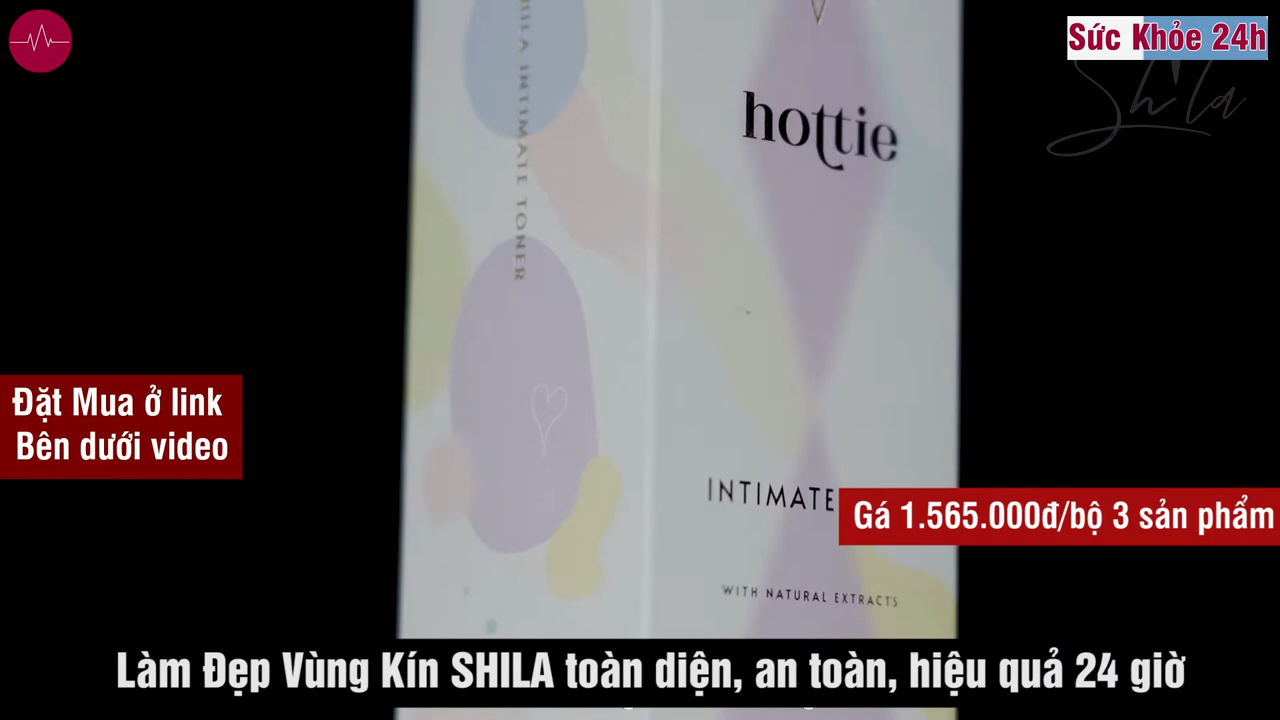 Sức Khỏe 24h
Shila
hottie
SHILA INTIMATE TONER
Đặt Mua ở link
Bên dưới video
INTIMATE
Gá 1.565.000đ/bộ 3 sản phẩm
WITH NATURAL EXTRACTS
Làm Đẹp Vùng Kín SHILA toàn diện, an toàn, hiệu quả 24 giờ